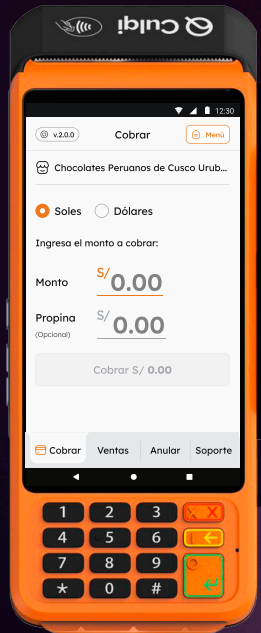 Culqi
12:30
v.2.0.0 Cobrar Menú
Chocolates Peruanos de Cusco Urub...
Soles Dólares
Ingresa el monto a cobrar:
Monto S/ 0.00
Propina S/ 0.00
(Opcional)
Cobrar S/ 0.00
Cobrar Ventas Anular Soporte
1 2 3 X
4 5 6
7 8 9 O
* 0 #